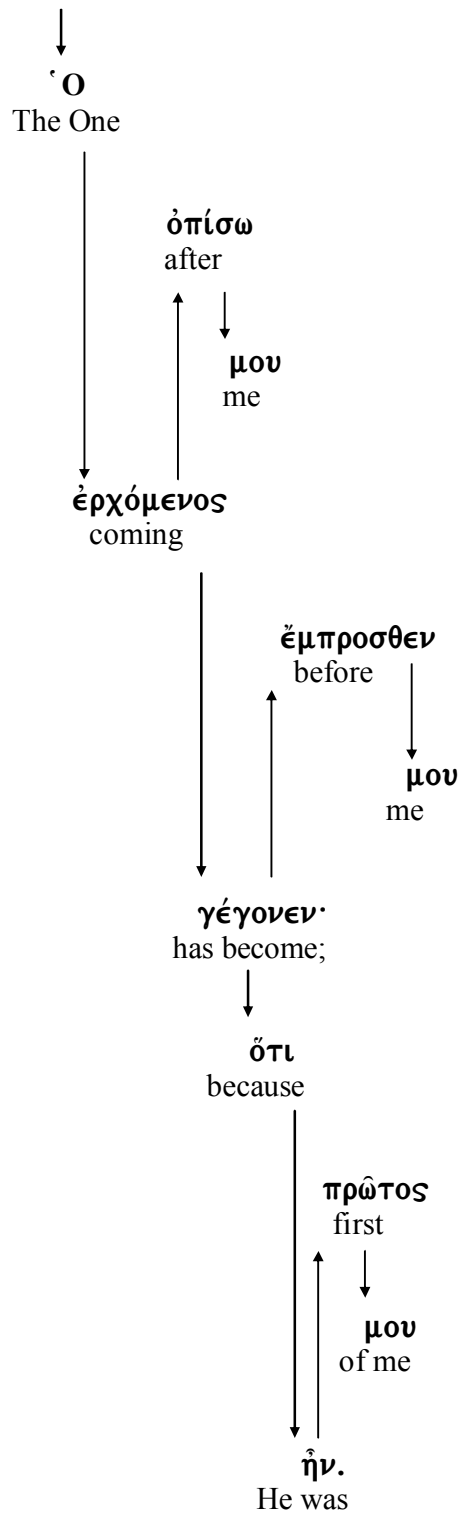 Ὁ
The One
ὀπίσω
after
μου
me
ἐρχόμενος
coming
ἔμπροσθεν
before
μου
me
γέγονεν·
has become;
ὅτι
because
πρῶτος
first
μου
of me
ἦν.
He was